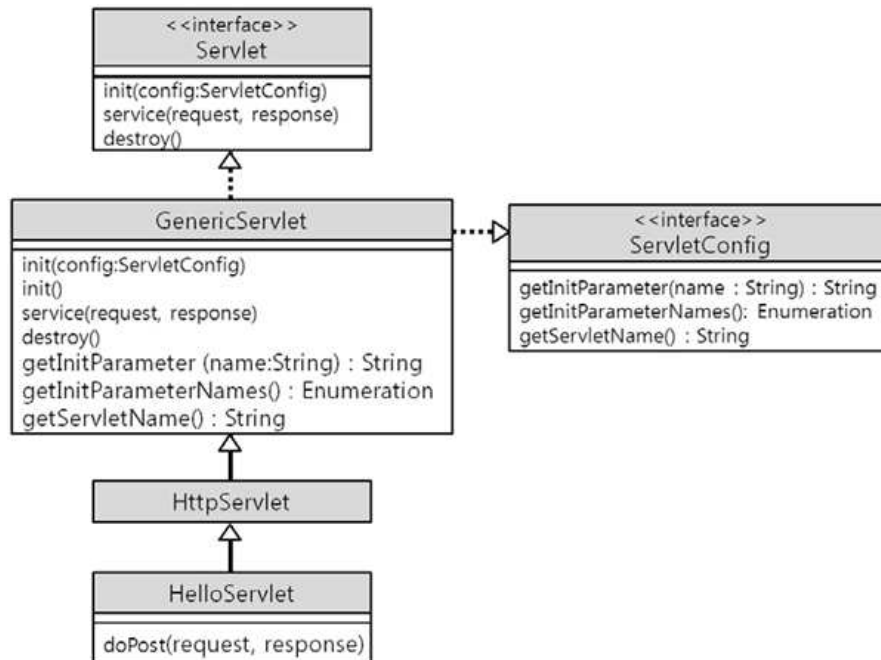 <<interface>>
Servlet
init(config:ServletConfig)
service(request, response)
destroy()
GenericServlet
init(config:ServletConfig)
init()
service(request, response)
destroy()
getInitParameter (name:String) : String
getInitParameterNames() : Enumeration
getServletName() : String
<<interface>>
ServletConfig
getInitParameter(name : String) : String
getInitParameterNames(): Enumeration
getServletName() : String
HttpServlet
HelloServlet
doPost(request, response)